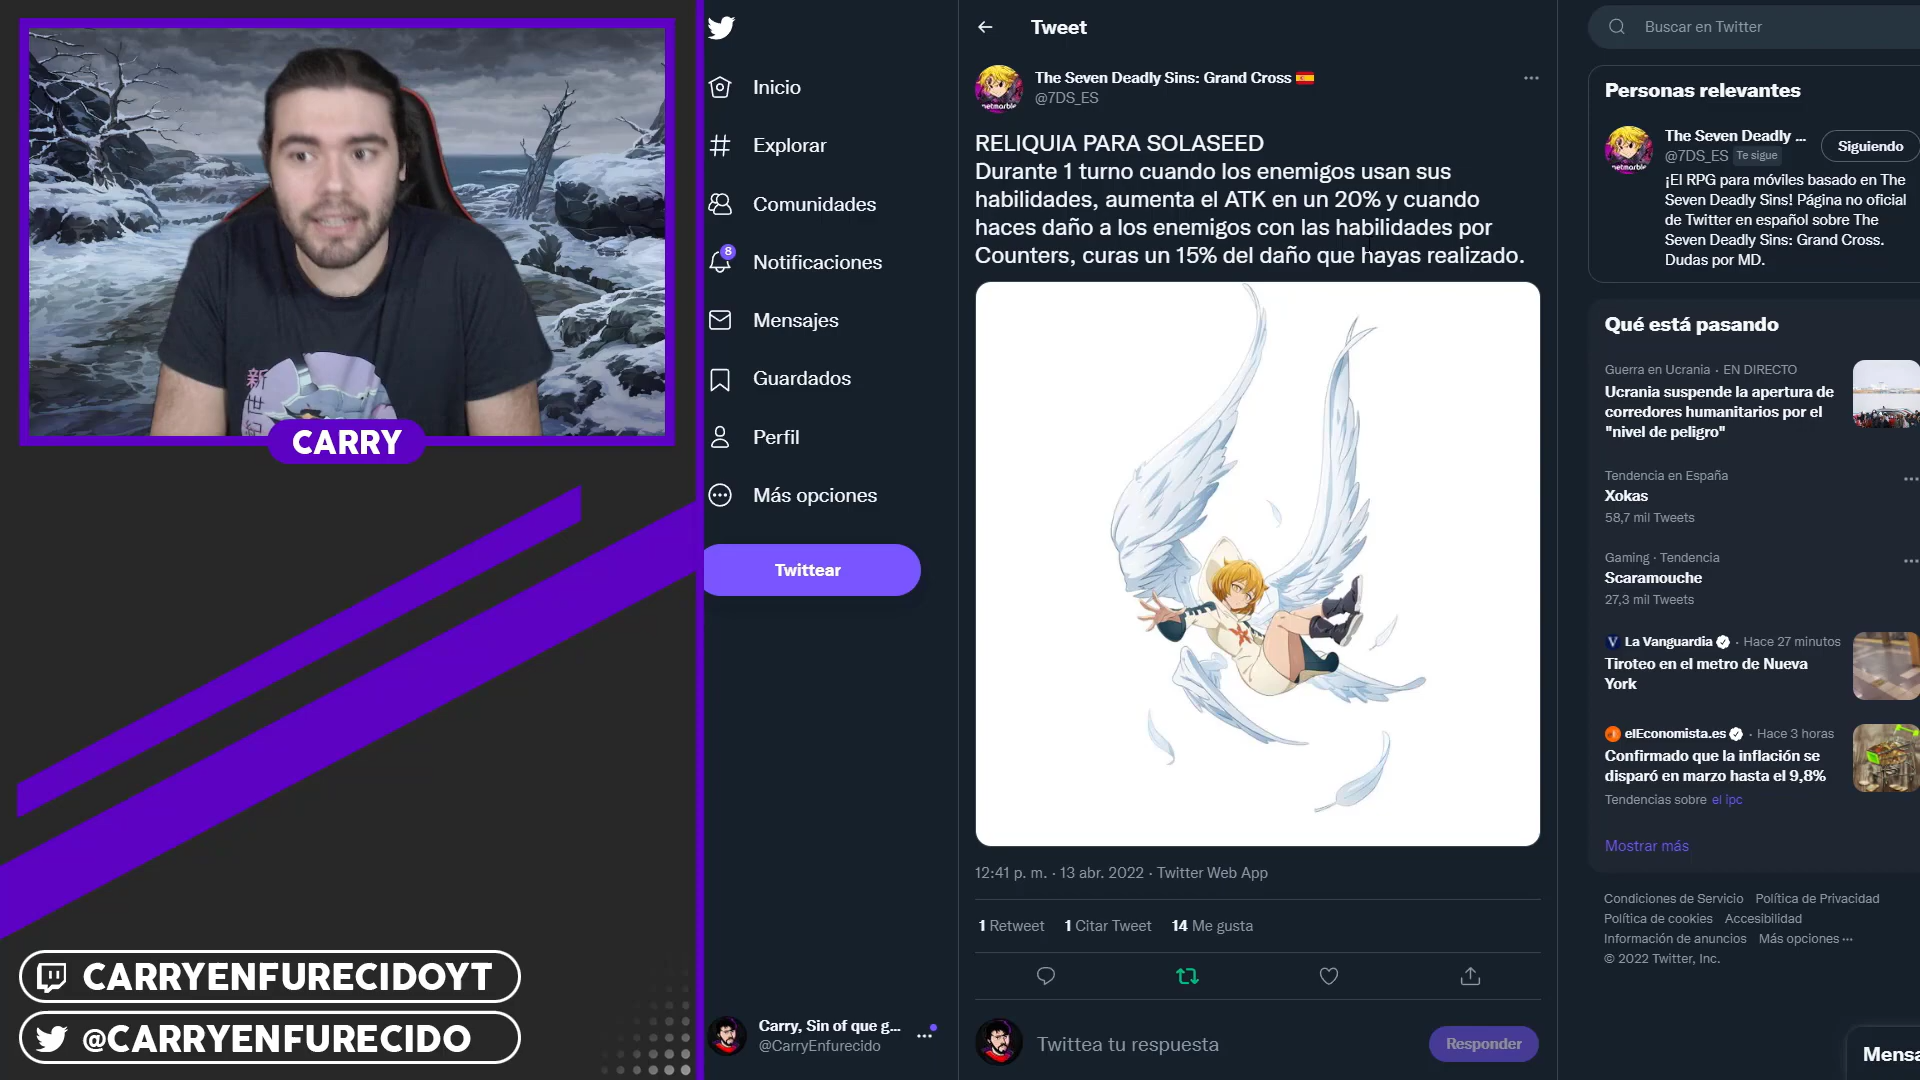 新
世
紀
CARRY
CARRYENFURECIDOYT
@CARRYENFURECIDO
Inicio
Explorar
Comunidades
8
Notificaciones
Mensajes
Guardados
Perfil
Más opciones
Twittear
Carry, Sin of que g...
@CarryEnfurecido
Tweet
The Seven Deadly Sins: Grand Cross
@7DS_ES
netmarble
RELIQUIA PARA SOLASEED
Durante 1 turno cuando los enemigos usan sus
habilidades, aumenta el ATK en un 20% y cuando
haces daño a los enemigos con las habilidades por
Counters, curas un 15% del daño que hayas realizado.
12:41 p. m. · 13 abr. 2022 · Twitter Web App
1 Retweet 1 Citar Tweet 14 Me gusta
Twittea tu respuesta
Responder
Buscar en Twitter
Personas relevantes
The Seven Deadly ...
@7DS_ES Te sigue
Siguiendo
netmarble
¡El RPG para móviles basado en The
Seven Deadly Sins! Página no oficial
de Twitter en español sobre The
Seven Deadly Sins: Grand Cross.
Dudas por MD.
Qué está pasando
Guerra en Ucrania · EN DIRECTO
Ucrania suspende la apertura de
corredores humanitarios por el
"nivel de peligro"
Tendencia en España
Xokas
58,7 mil Tweets
Gaming · Tendencia
Scaramouche
27,3 mil Tweets
V La Vanguardia · Hace 27 minutos
Tiroteo en el metro de Nueva
York
elEconomista.es · Hace 3 horas
Confirmado que la inflación se
disparó en marzo hasta el 9,8%
Tendencias sobre el ipc
Mostrar más
Condiciones de Servicio Política de Privacidad
Política de cookies Accesibilidad
Información de anuncios Más opciones ···
© 2022 Twitter, Inc.
Mensa